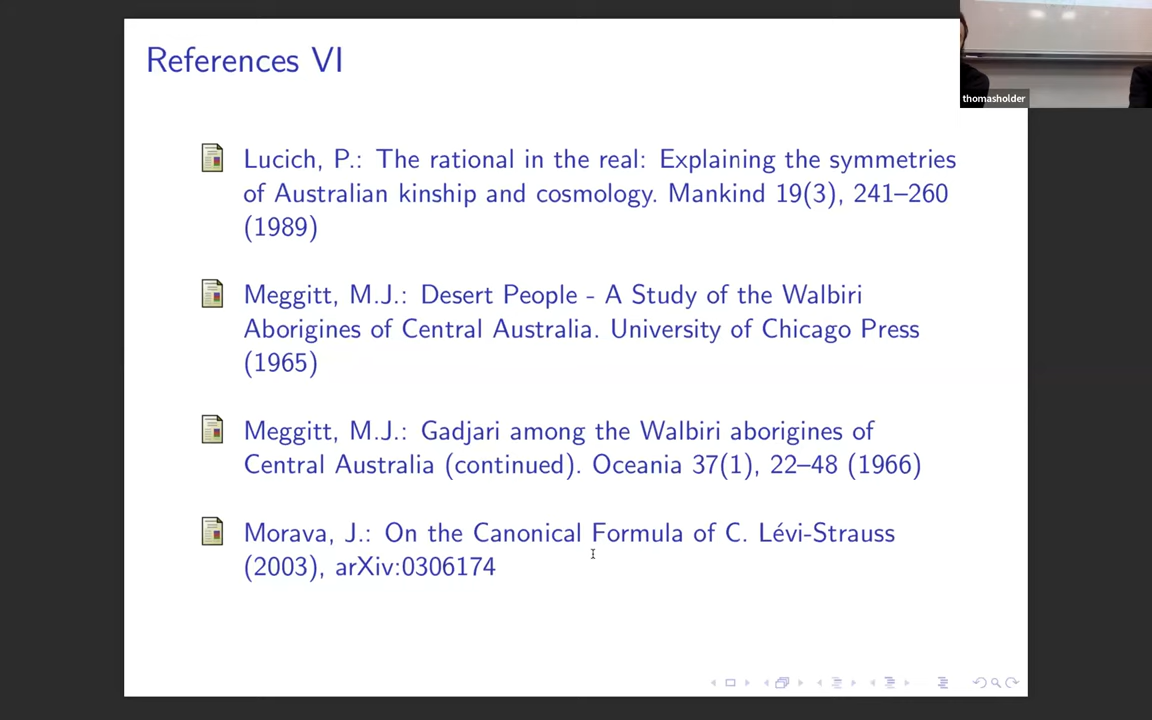 References VI
thomasholder
Lucich, P.: The rational in the real: Explaining the symmetries
of Australian kinship and cosmology. Mankind 19(3), 241–260
(1989)
Meggitt, M.J.: Desert People - A Study of the Walbiri
Aborigines of Central Australia. University of Chicago Press
(1965)
Meggitt, M.J.: Gadjari among the Walbiri aborigines of
Central Australia (continued). Oceania 37(1), 22–48 (1966)
Morava, J.: On the Canonical Formula of C. Lévi-Strauss
(2003), arXiv:0306174